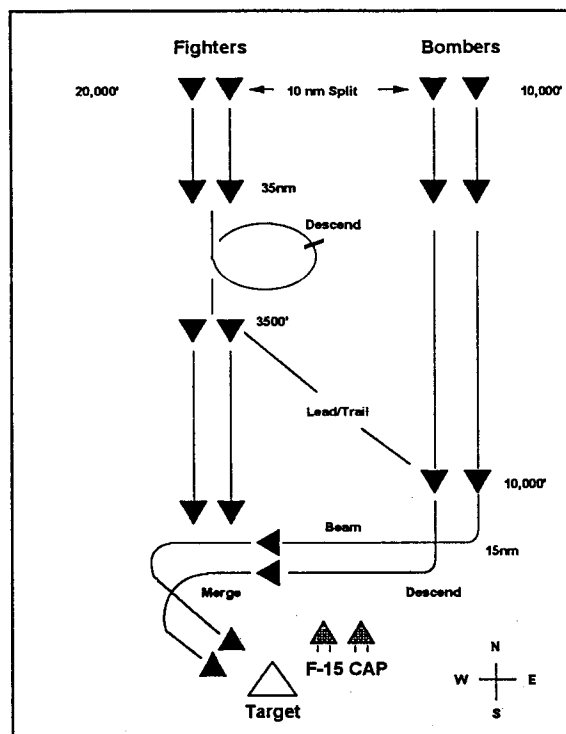 Fighters Bombers
20,000' 10 nm Split 10,000'
35nm
Descend
3500'
Lead/Trail
10,000'
Beam
15nm
Merge Descend
N
F-15 CAP
W E
Target S